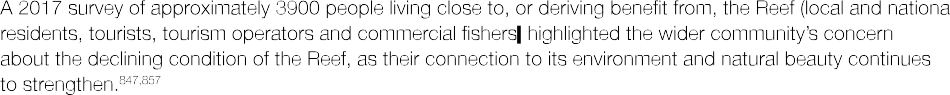 A 2017 survey of approximately 3900 people living close to, or deriving benefit from, the Reef (local and nationa
residents, tourists, tourism operators and commercial fishers) highlighted the wider community's concern
about the declining condition of the Reef, as their connection to its environment and natural beauty continues
to strengthen.847,857